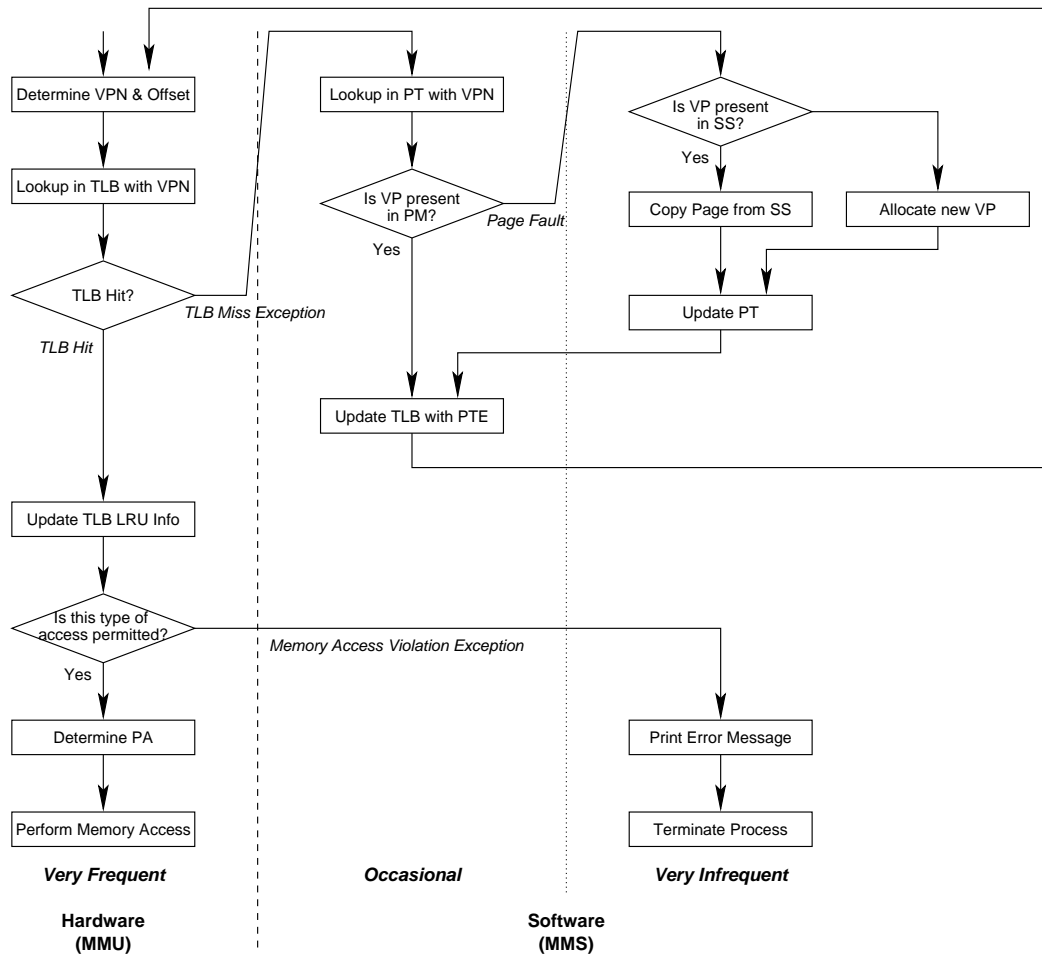 Determine VPN & Offset
Lookup in TLB with VPN
TLB Hit?
TLB Miss Exception
TLB Hit
Update TLB LRU Info
Is this type of
access permitted?
Memory Access Violation Exception
Yes
Determine PA
Perform Memory Access
Very Frequent
Hardware
(MMU)
Lookup in PT with VPN
Is VP present
in PM?
Page Fault
Yes
Update TLB with PTE
Occasional
Is VP present
in SS?
Yes
Copy Page from SS
Allocate new VP
Update PT
Print Error Message
Terminate Process
Very Infrequent
Software
(MMS)